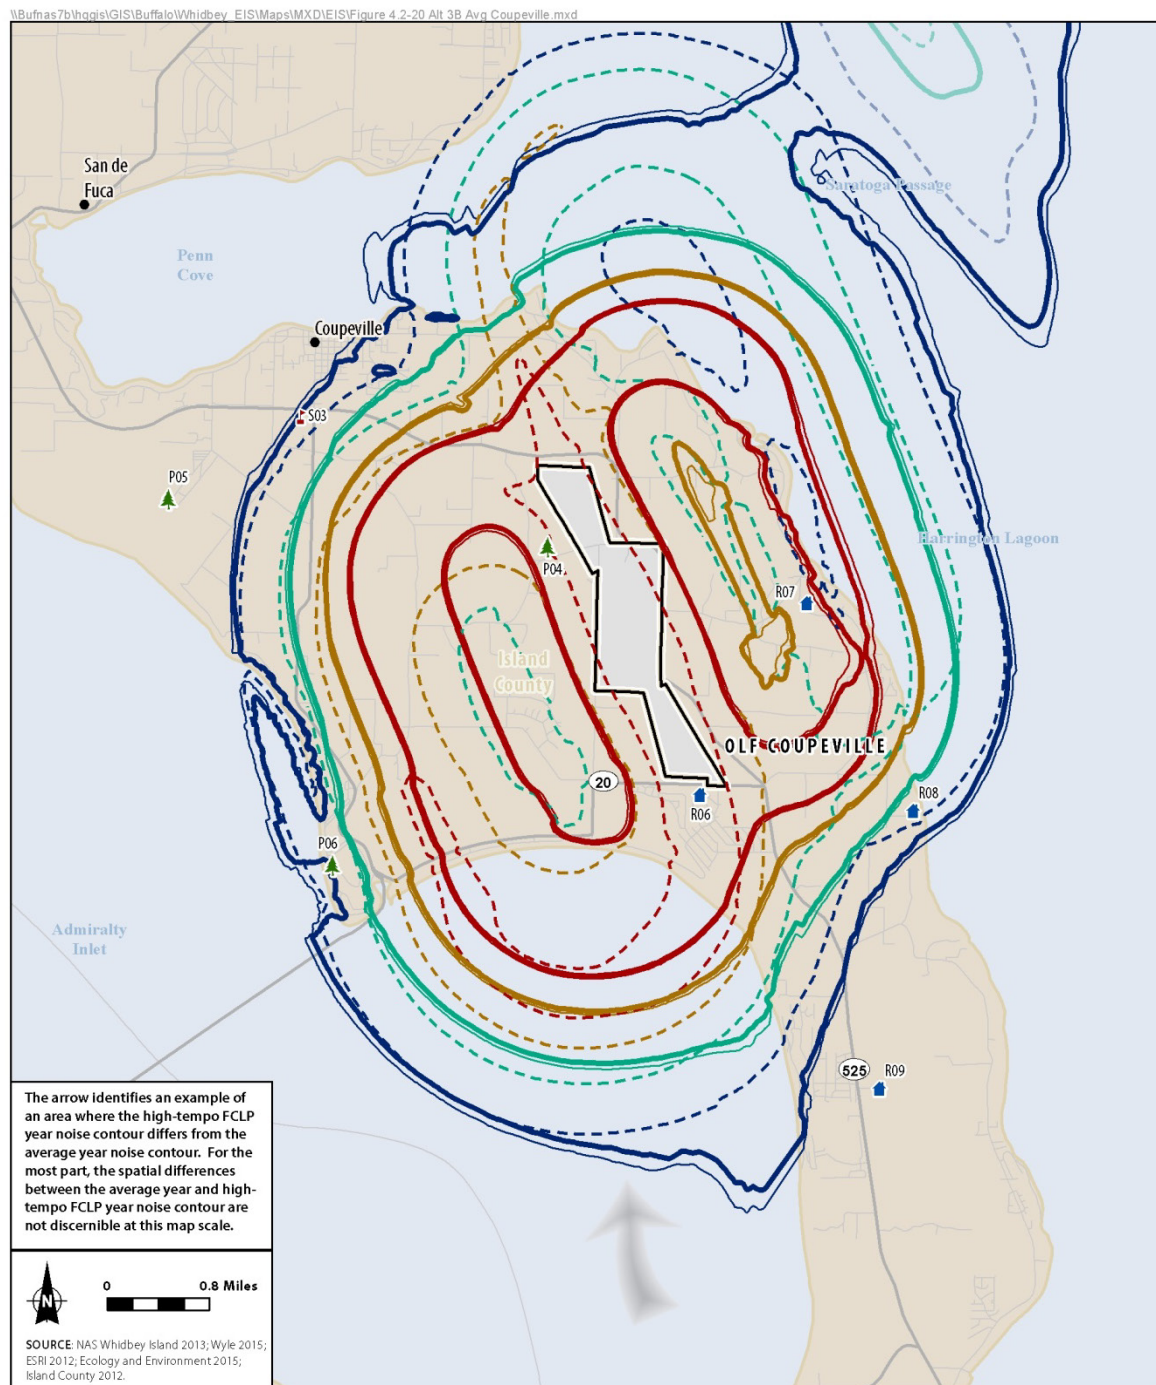 \\Bufnas7b\hqgis\GIS\Buffalo\Whidbey_EIS\Maps\MXD\EIS\Figure 4.2-20 Alt 3B Avg Coupeville.mxd
San de
Fuca
Saratoga Passage
Penn
Cove
Coupeville
S03
P05
Harrington Lagoon
P04
R07
Island
County
OLF COUPEVILLE
20
R06
R08
P06
Admiralty
Inlet
525
R09
The arrow identifies an example of
an area where the high-tempo FCLP
year noise contour differs from the
average year noise contour. For the
most part, the spatial differences
between the average year and high-
tempo FCLP year noise contour are
not discernible at this map scale.
N
0 0.8 Miles
SOURCE: NAS Whidbey Island 2013; Wyle 2015;
ESRI 2012; Ecology and Environment 2015;
Island County 2012.